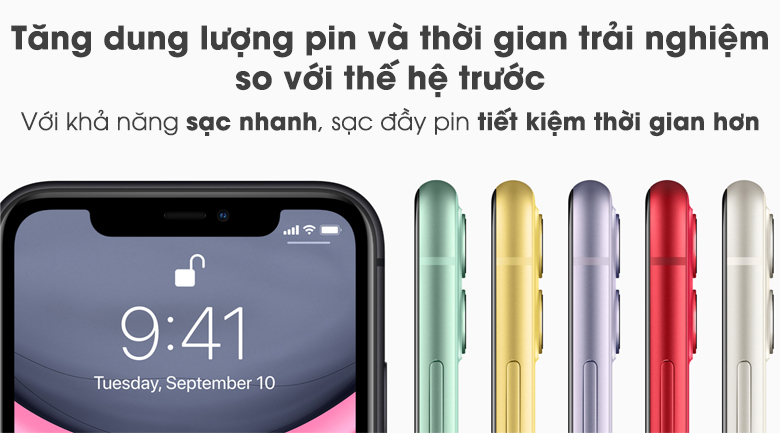 Tăng dung lượng pin và thời gian trải nghiệm
so với thế hệ trước
Với khả năng sạc nhanh, sạc đầy pin tiết kiệm thời gian hơn
9:41
Tuesday, September 10